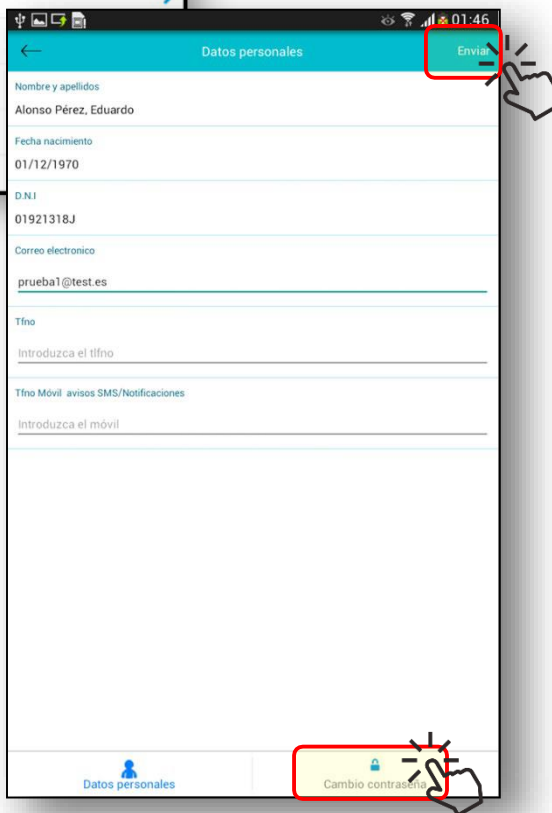 01:46
Datos personales
Enviar
Nombre y apellidos
Alonso Pérez, Eduardo
Fecha nacimiento
01/12/1970
D.N.I
01921318J
Correo electronico
prueba1@test.es
Tfno
Introduzca el tlfno
Tfno Móvil avisos SMS/Notificaciones
Introduzca el móvil
Datos personales
Cambio contraseña